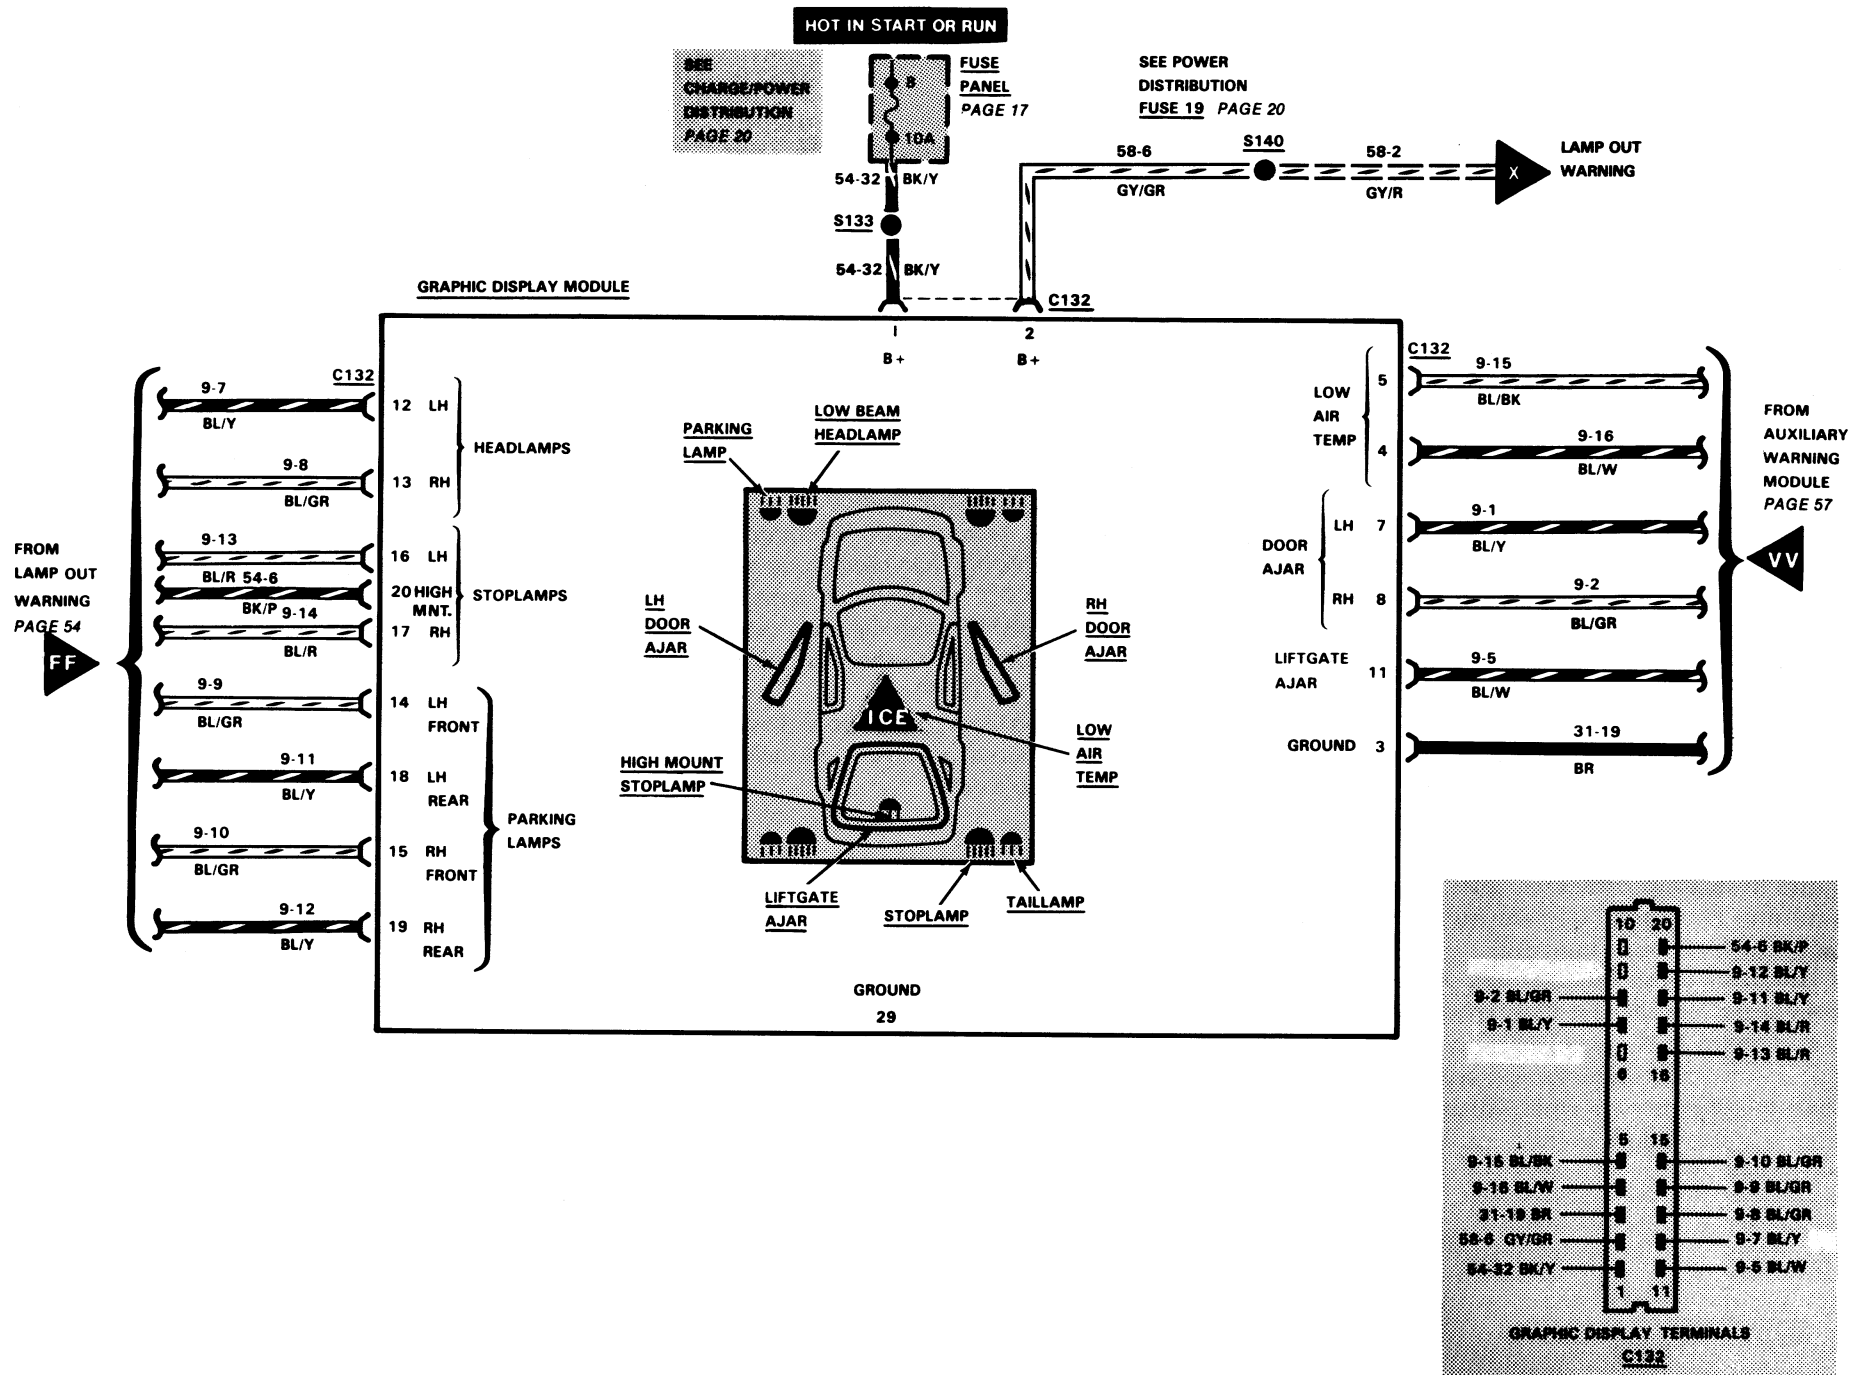 HOT IN START OR RUN
SEE
CHARGE/POWER
DISTRIBUTION
PAGE 20
8
10A
FUSE
PANEL
PAGE 17
SEE POWER
DISTRIBUTION
FUSE 19 PAGE 20
54-32 BK/Y
S133
54-32 BK/Y
58-6
GY/GR
S140
58-2
GY/R
X
LAMP OUT
WARNING
GRAPHIC DISPLAY MODULE
C132
1
B+
2
B+
FROM
LAMP OUT
WARNING
PAGE 54
FF
C132
9-7
BL/Y
12 LH
9-8
BL/GR
13 RH
HEADLAMPS
9-13
BL/R
16 LH
54-6
BK/P
20 HIGH
MNT.
9-14
BL/R
17 RH
STOPLAMPS
9-9
BL/GR
14 LH
FRONT
9-11
BL/Y
18 LH
REAR
9-10
BL/GR
15 RH
FRONT
9-12
BL/Y
19 RH
REAR
PARKING
LAMPS
PARKING
LAMP
LOW BEAM
HEADLAMP
LH
DOOR
AJAR
RH
DOOR
AJAR
ICE
LOW
AIR
TEMP
HIGH MOUNT
STOPLAMP
LIFTGATE
AJAR
STOPLAMP
TAILLAMP
GROUND
29
C132
LOW
AIR
TEMP
5
9-15
BL/BK
4
9-16
BL/W
DOOR
AJAR
LH 7
9-1
BL/Y
RH 8
9-2
BL/GR
LIFTGATE
AJAR
11
9-5
BL/W
GROUND 3
31-19
BR
FROM
AUXILIARY
WARNING
MODULE
PAGE 57
VV
10 20
54-6 BK/P
9-12 BL/Y
9-2 BL/GR
9-11 BL/Y
9-1 BL/Y
9-14 BL/R
9-13 BL/R
6 16
5 15
9-15 BL/BK
9-10 BL/GR
9-16 BL/W
9-9 BL/GR
31-19 BR
9-8 BL/GR
58-6 GY/GR
9-7 BL/Y
54-32 BK/Y
9-5 BL/W
1 11
GRAPHIC DISPLAY TERMINALS
C132